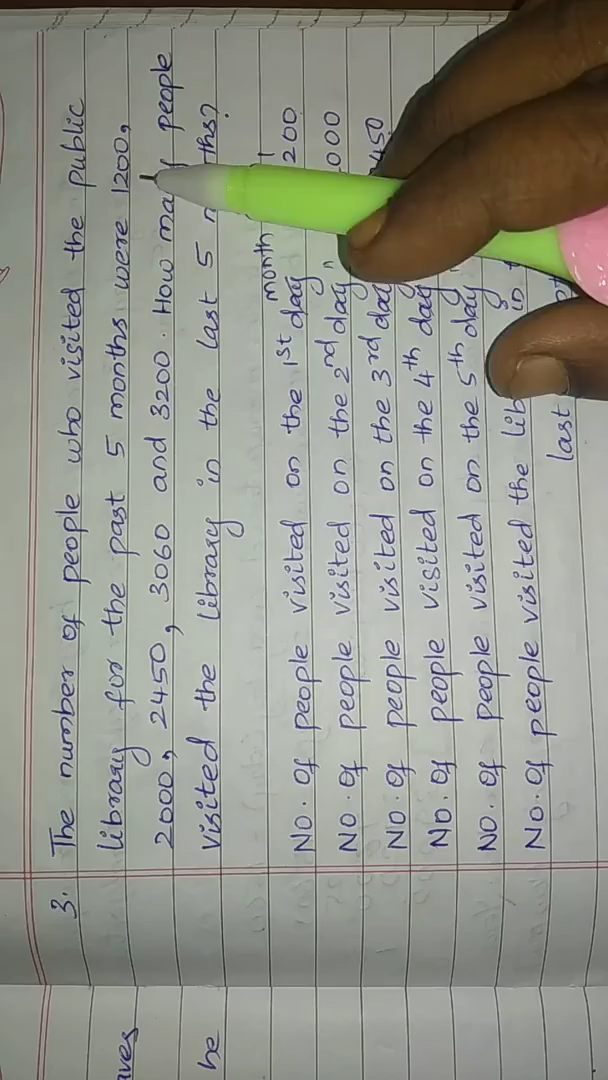 3. The number of people who visited the public
library for the past 5 months were 1200,
2000, 2450, 3060 and 3200. How people
visited the library in the last 5
No. of people visited on the 1st day month 200
No. of people visited on the 2nd day " 000
No. of people visited on the 3rd day 450
No. of people visited on the 4th day
No. of people visited on the 5th day
No. of people visited the in
last
aves
be